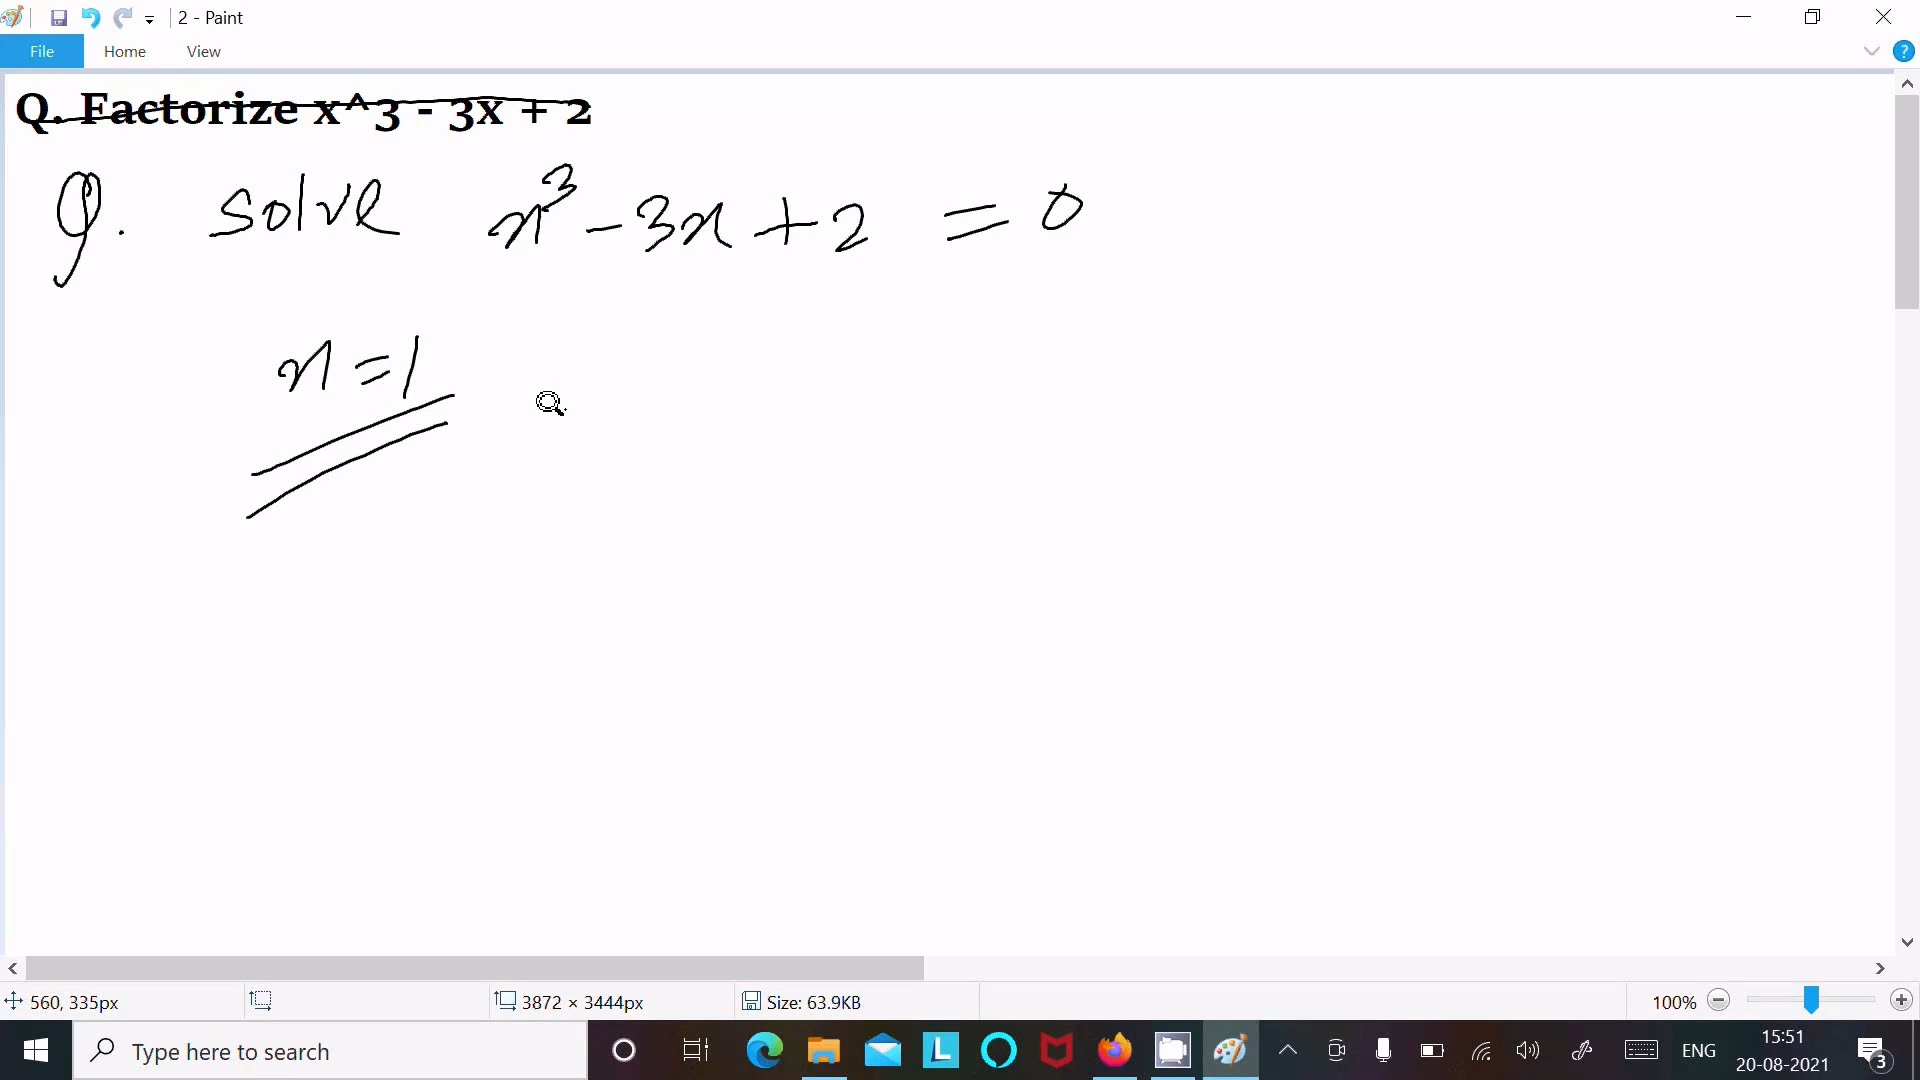 2 - Paint
File Home View
Q. Factorize x^3 - 3x + 2
Q. solve x³ - 3x + 2 = 0
x = 1
560, 335px 3872 × 3444px Size: 63.9KB 100%
Type here to search L ENG 15:51
20-08-2021 3